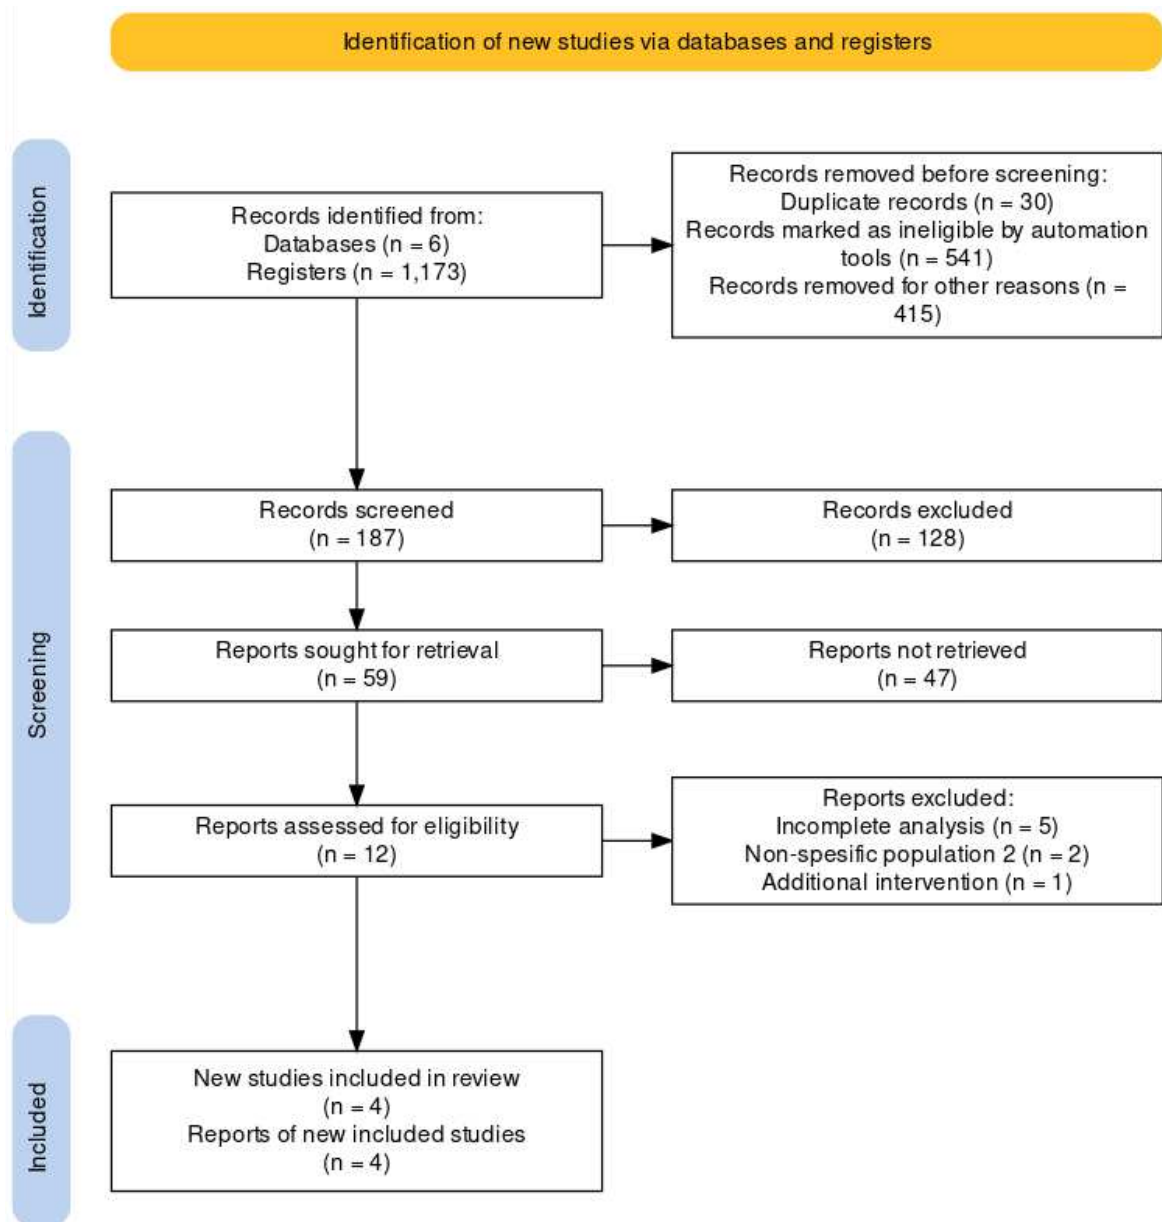 Identification of new studies via databases and registers
Identification
Records identified from:
Databases (n = 6)
Registers (n = 1,173)
Records removed before screening:
Duplicate records (n = 30)
Records marked as ineligible by automation
tools (n = 541)
Records removed for other reasons (n =
415)
Screening
Records screened
(n = 187)
Records excluded
(n = 128)
Reports sought for retrieval
(n = 59)
Reports not retrieved
(n = 47)
Reports assessed for eligibility
(n = 12)
Reports excluded:
Incomplete analysis (n = 5)
Non-spesific population 2 (n = 2)
Additional intervention (n = 1)
Included
New studies included in review
(n = 4)
Reports of new included studies
(n = 4)